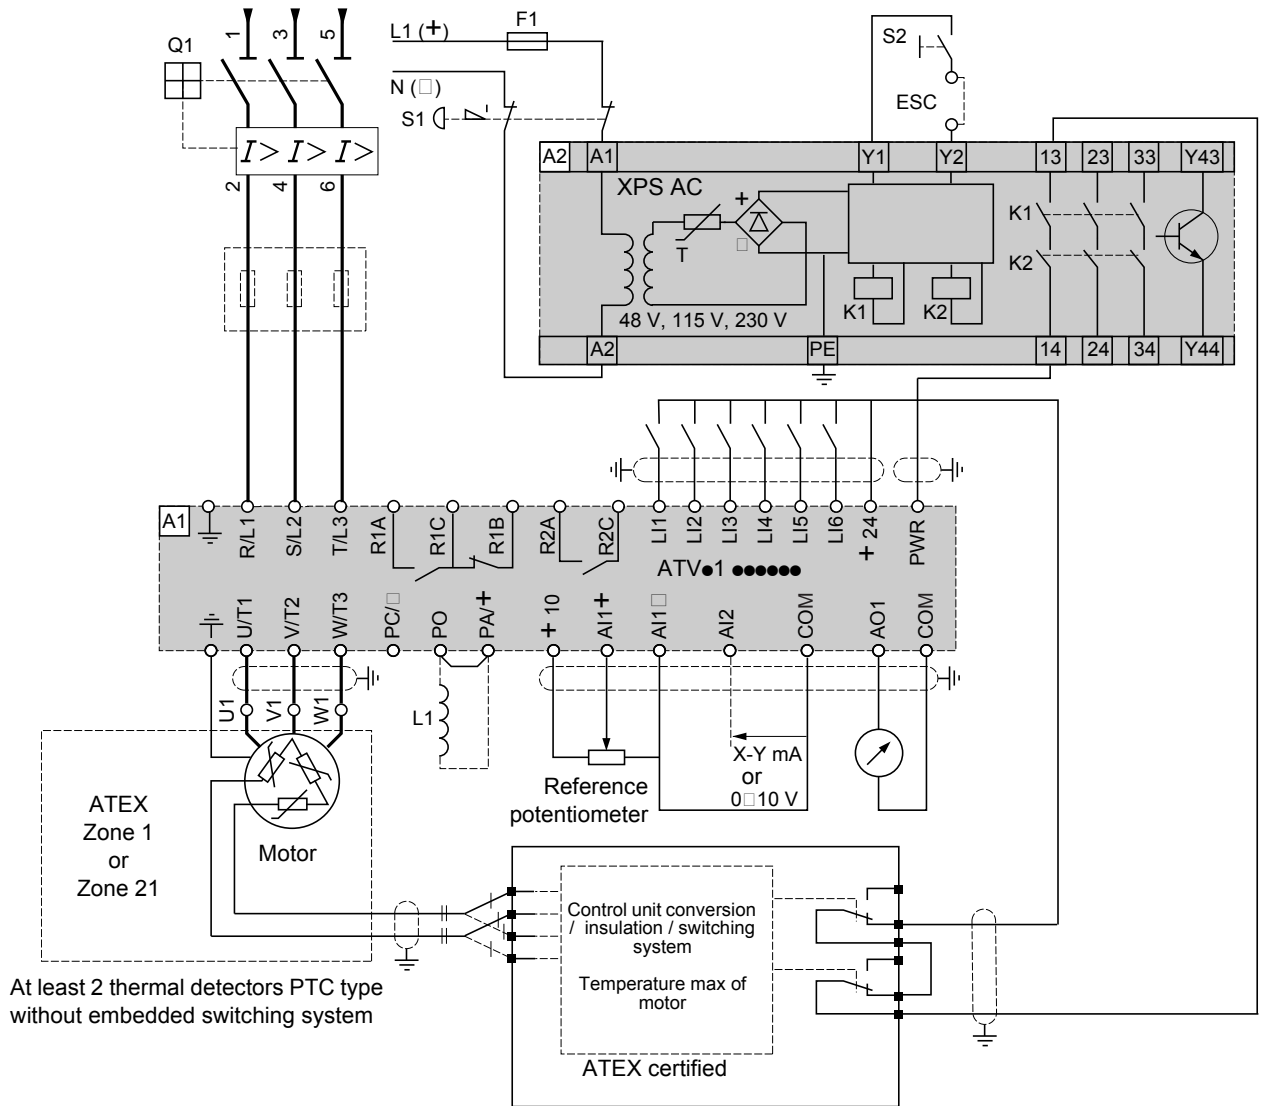 Q1
1
3
5
I>
I>
I>
2
4
6
L1 (+)
F1
N (□)
S1
S2
ESC
A2
A1
Y1
Y2
13
23
33
Y43
XPS AC
+
□
T
K1
K2
48 V, 115 V, 230 V
K1
K2
A2
PE
14
24
34
Y44
A1
R/L1
S/L2
T/L3
R1A
R1C
R1B
R2A
R2C
LI1
LI2
LI3
LI4
LI5
LI6
+ 24
PWR
ATV●1 ●●●●●●
U/T1
V/T2
W/T3
PC/□
PO
PA/+
+ 10
AI1+
AI1□
AI2
COM
AO1
COM
U1
V1
W1
L1
X-Y mA
or
0□10 V
Reference
potentiometer
ATEX
Zone 1
or
Zone 21
Motor
Control unit conversion
/ insulation / switching
system
Temperature max of
motor
ATEX certified
At least 2 thermal detectors PTC type
without embedded switching system